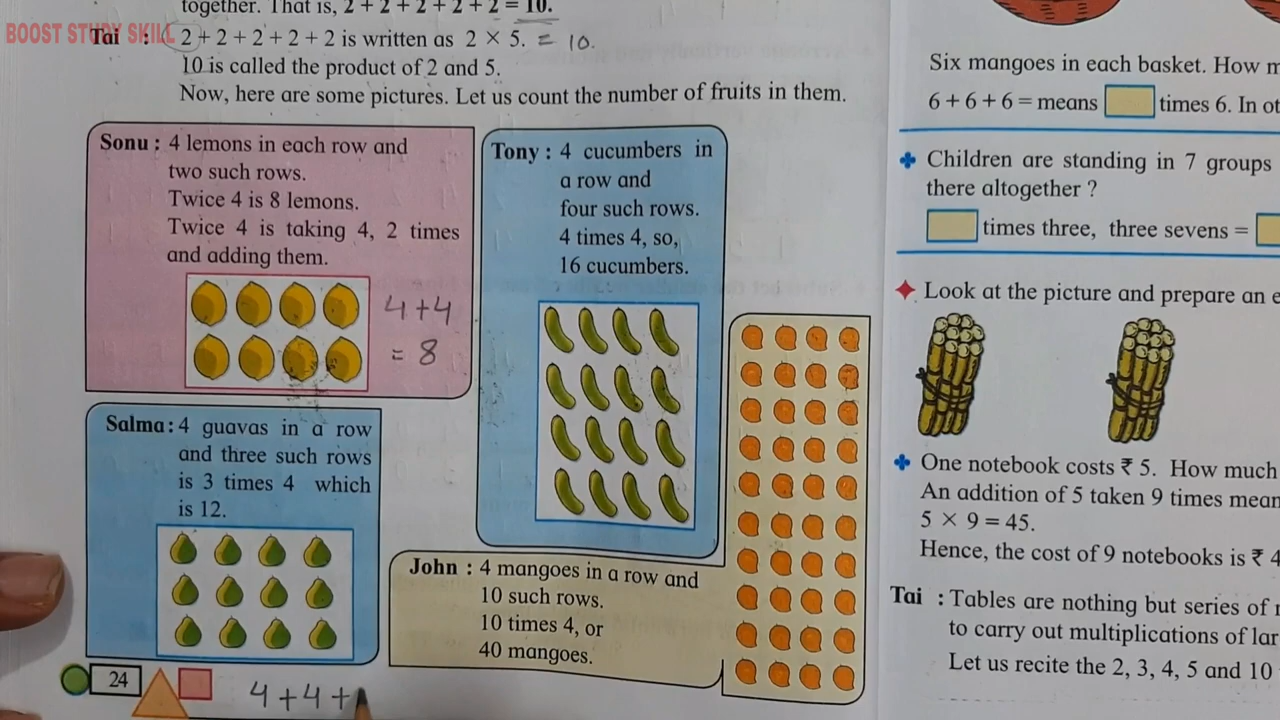 together. That is, 2 + 2 + 2 + 2 + 2 = 10.
BOOST STUDY SKILL
Tai : 2 + 2 + 2 + 2 + 2 is written as 2 × 5. = 10.
10 is called the product of 2 and 5.
Now, here are some pictures. Let us count the number of fruits in them.
Sonu : 4 lemons in each row and
two such rows.
Twice 4 is 8 lemons.
Twice 4 is taking 4, 2 times
and adding them.
4+4
= 8
Tony : 4 cucumbers in
a row and
four such rows.
4 times 4, so,
16 cucumbers.
Salma : 4 guavas in a row
and three such rows
is 3 times 4 which
is 12.
John : 4 mangoes in a row and
10 such rows.
10 times 4, or
40 mangoes.
24
4+4+
Six mangoes in each basket. How m
6 + 6 + 6 = means times 6. In ot
Children are standing in 7 groups
there altogether ?
times three, three sevens =
Look at the picture and prepare an e
One notebook costs ₹ 5. How much
An addition of 5 taken 9 times mean
5 × 9 = 45.
Hence, the cost of 9 notebooks is ₹ 4
Tai : Tables are nothing but series of
to carry out multiplications of lar
Let us recite the 2, 3, 4, 5 and 10